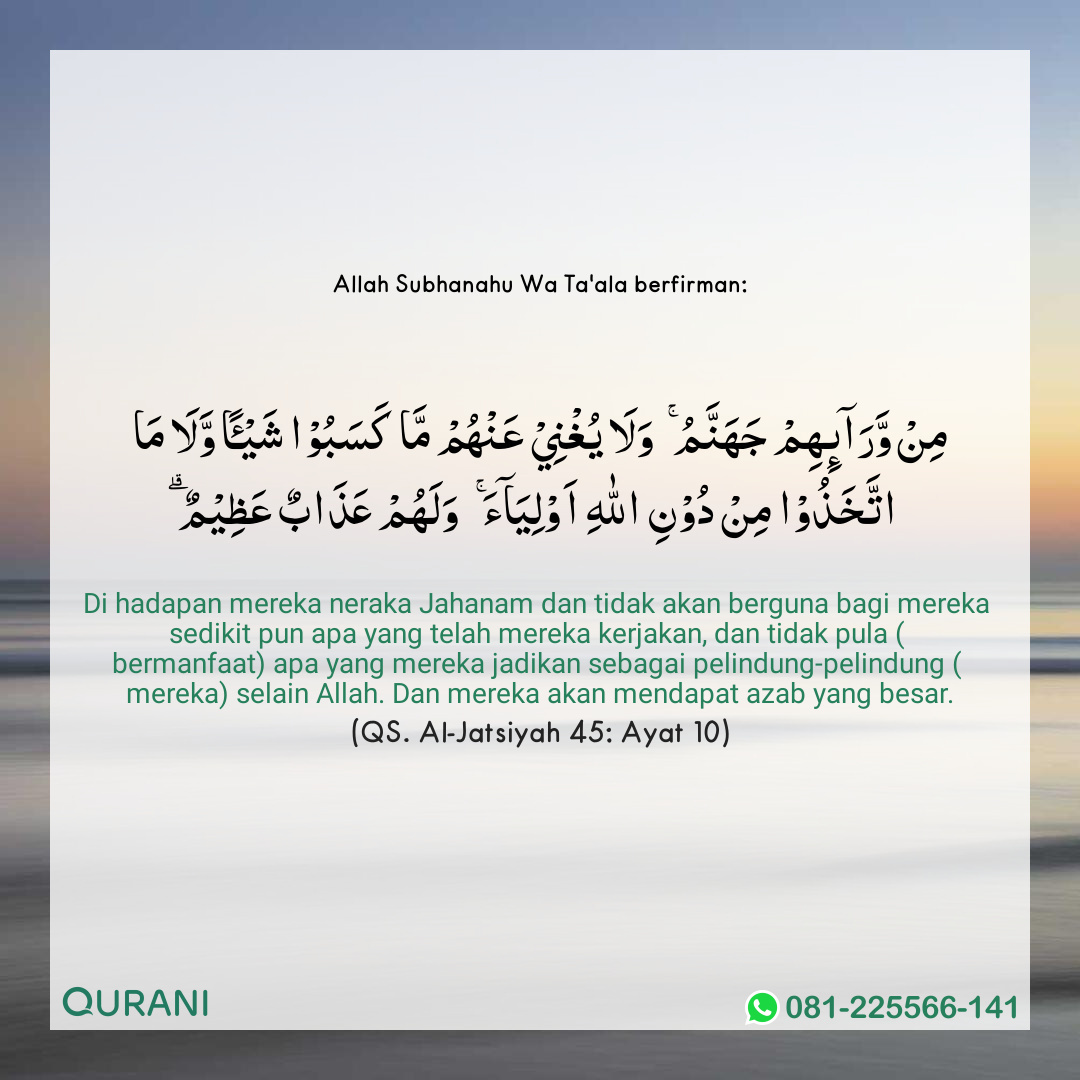 Allah Subhanahu Wa Ta'ala berfirman:
مِنْ وَّرَآىِٕهِمْ جَهَنَّمُ ۚ وَلَا يُغْنِيْ عَنْهُمْ مَّا كَسَبُوْا شَيْـًٔا وَّلَا مَا
اتَّخَذُوْا مِنْ دُوْنِ اللّٰهِ اَوْلِيَآءَ ۚ وَلَهُمْ عَذَابٌ عَظِيْمٌ ۗ
Di hadapan mereka neraka Jahanam dan tidak akan berguna bagi mereka
sedikit pun apa yang telah mereka kerjakan, dan tidak pula (
bermanfaat) apa yang mereka jadikan sebagai pelindung-pelindung (
mereka) selain Allah. Dan mereka akan mendapat azab yang besar.
(QS. Al-Jatsiyah 45: Ayat 10)
QURANI
081-225566-141